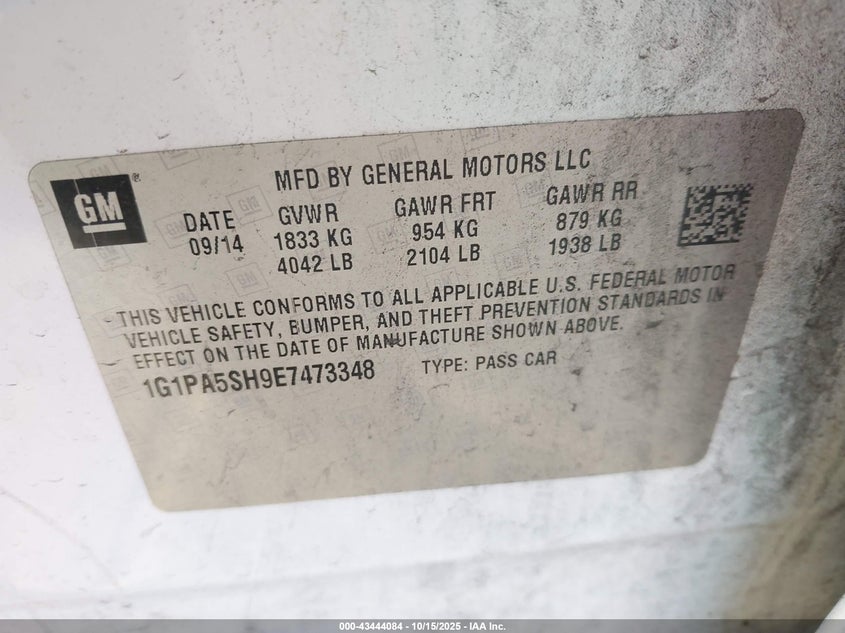 GM
MFD BY GENERAL MOTORS LLC
DATE GVWR GAWR FRT GAWR RR
09/14 1833 KG 954 KG 879 KG
4042 LB 2104 LB 1938 LB
THIS VEHICLE CONFORMS TO ALL APPLICABLE U.S. FEDERAL MOTOR
VEHICLE SAFETY, BUMPER, AND THEFT PREVENTION STANDARDS IN
EFFECT ON THE DATE OF MANUFACTURE SHOWN ABOVE.
1G1PA5SH9E7473348 TYPE: PASS CAR
000-43444084 - 10/15/2025 - IAA Inc.